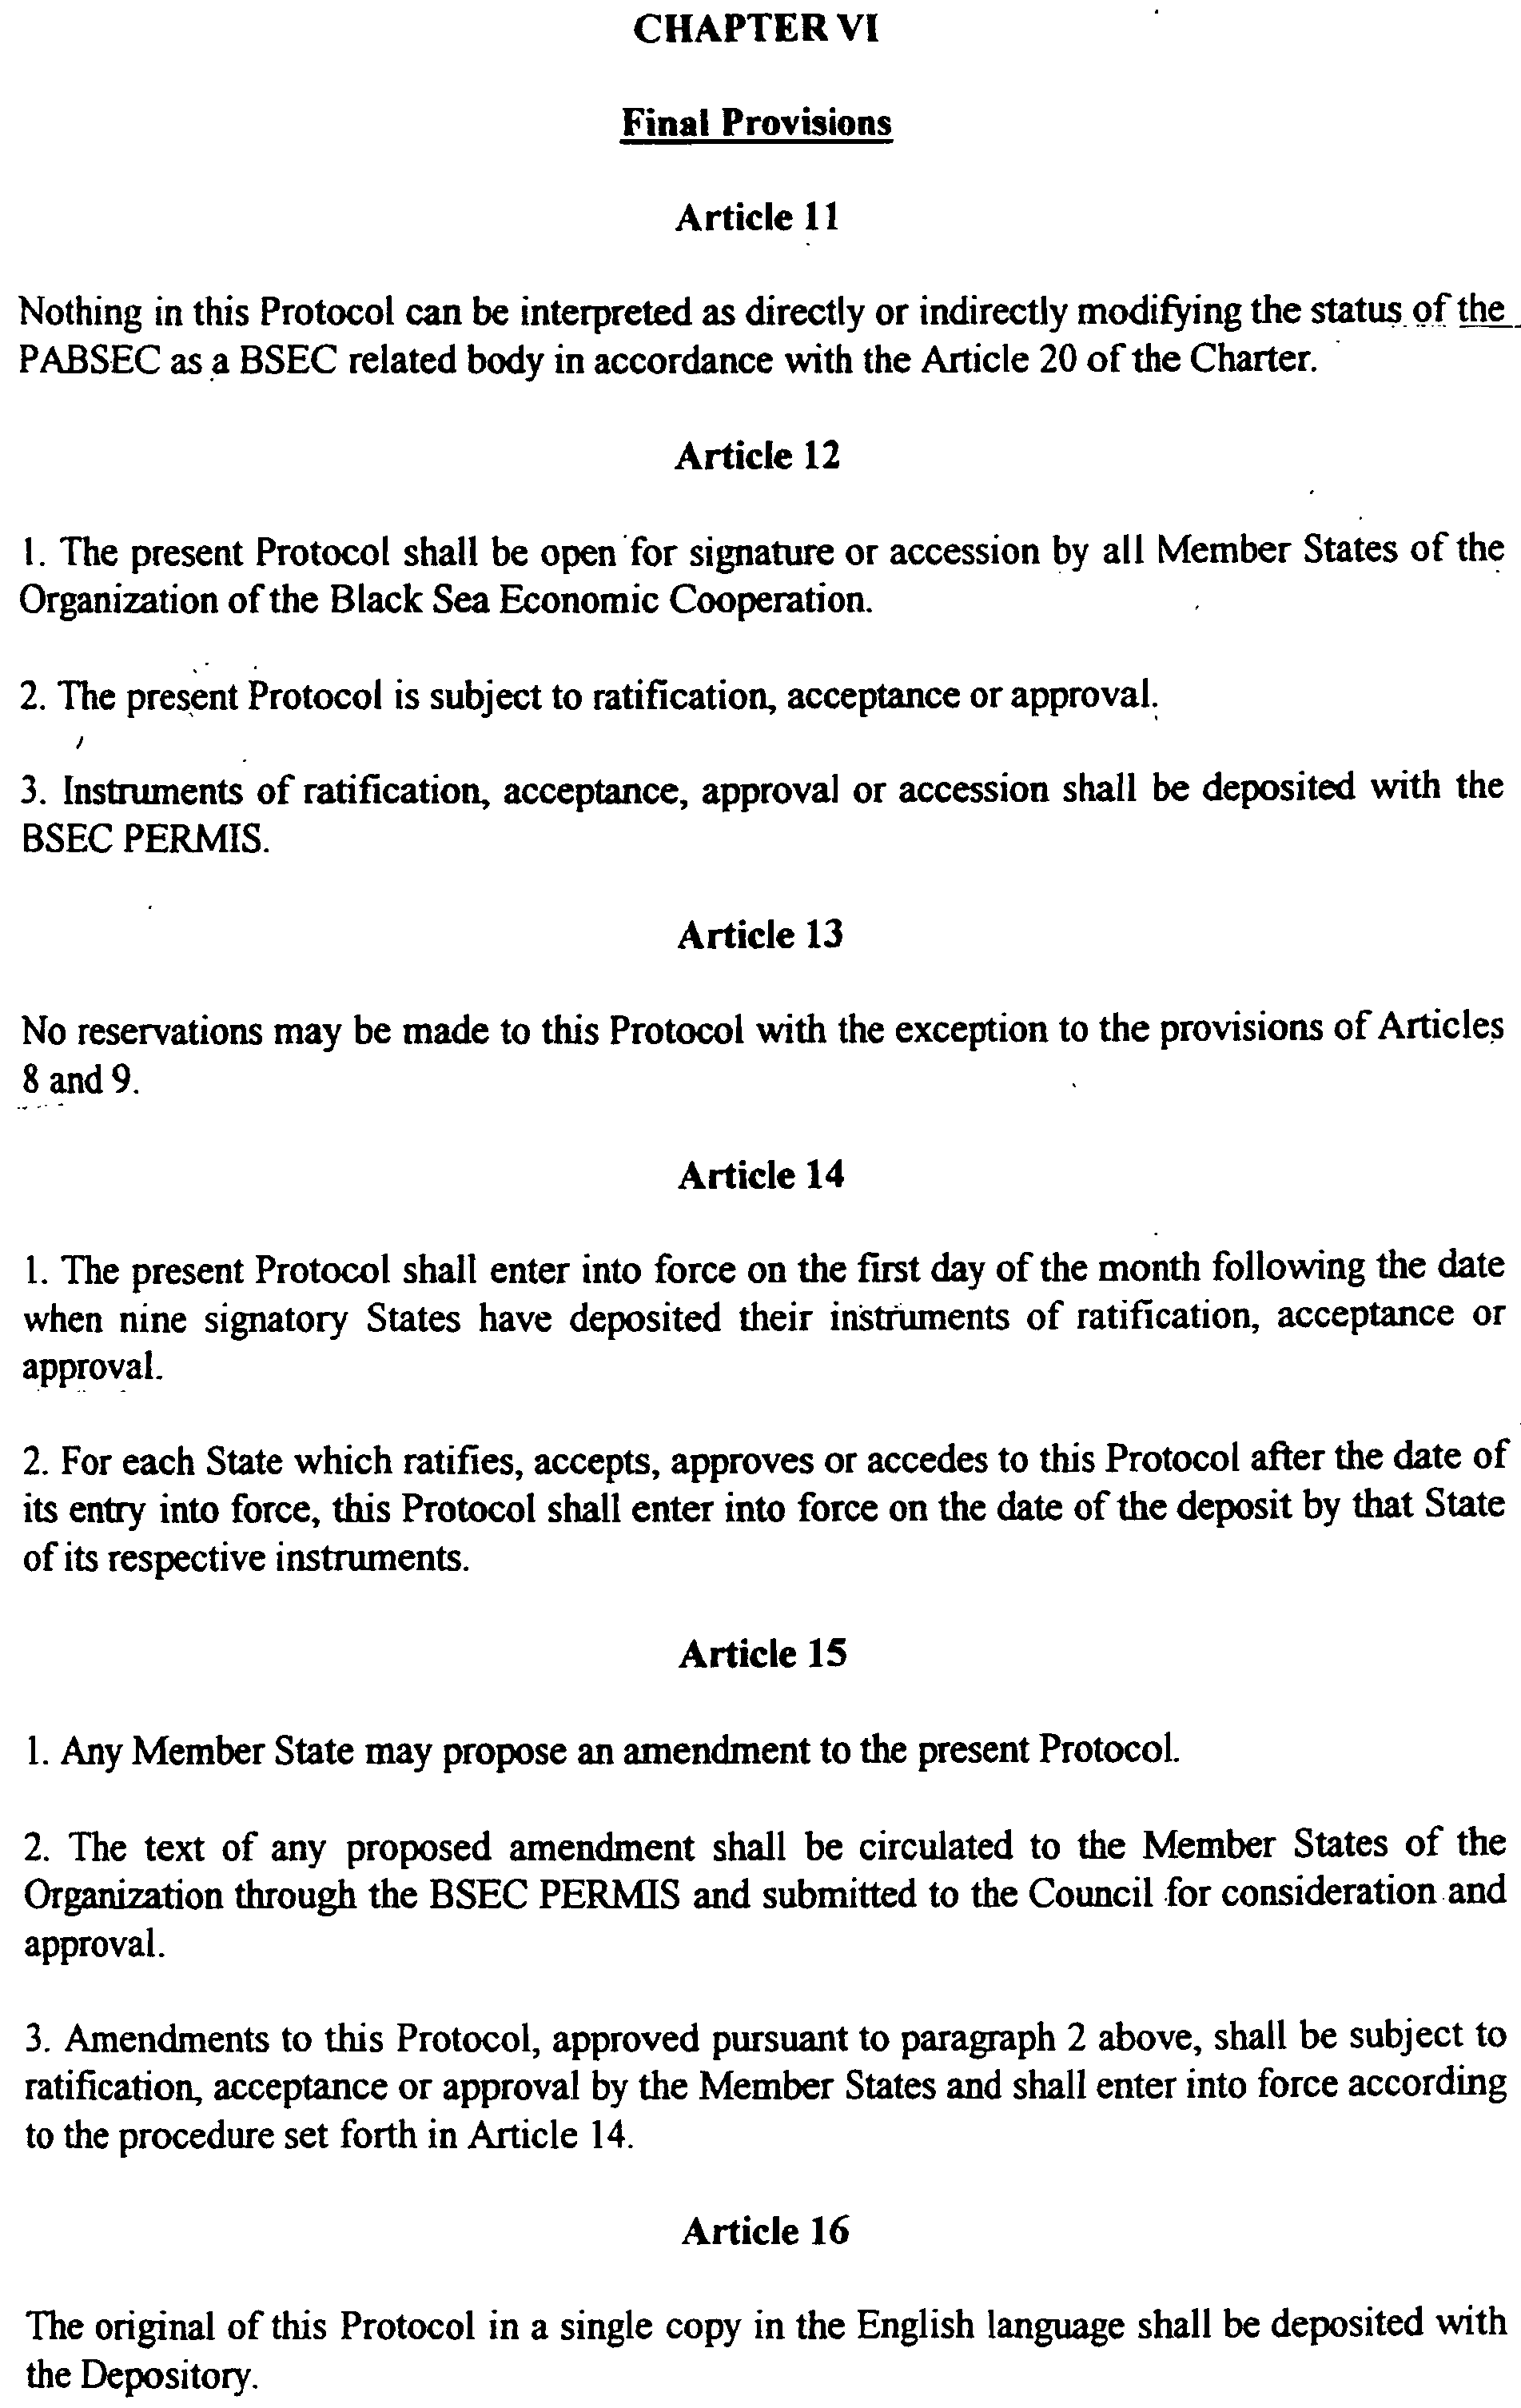 CHAPTER VI
Final Provisions
Article 11
Nothing in this Protocol can be interpreted as directly or indirectly modifying the status of the
PABSEC as a BSEC related body in accordance with the Article 20 of the Charter.
Article 12
1. The present Protocol shall be open for signature or accession by all Member States of the
Organization of the Black Sea Economic Cooperation.
2. The present Protocol is subject to ratification, acceptance or approval.
3. Instruments of ratification, acceptance, approval or accession shall be deposited with the
BSEC PERMIS.
Article 13
No reservations may be made to this Protocol with the exception to the provisions of Articles
8 and 9.
Article 14
1. The present Protocol shall enter into force on the first day of the month following the date
when nine signatory States have deposited their instruments of ratification, acceptance or
approval.
2. For each State which ratifies, accepts, approves or accedes to this Protocol after the date of
its entry into force, this Protocol shall enter into force on the date of the deposit by that State
of its respective instruments.
Article 15
1. Any Member State may propose an amendment to the present Protocol.
2. The text of any proposed amendment shall be circulated to the Member States of the
Organization through the BSEC PERMIS and submitted to the Council for consideration and
approval.
3. Amendments to this Protocol, approved pursuant to paragraph 2 above, shall be subject to
ratification, acceptance or approval by the Member States and shall enter into force according
to the procedure set forth in Article 14.
Article 16
The original of this Protocol in a single copy in the English language shall be deposited with
the Depository.